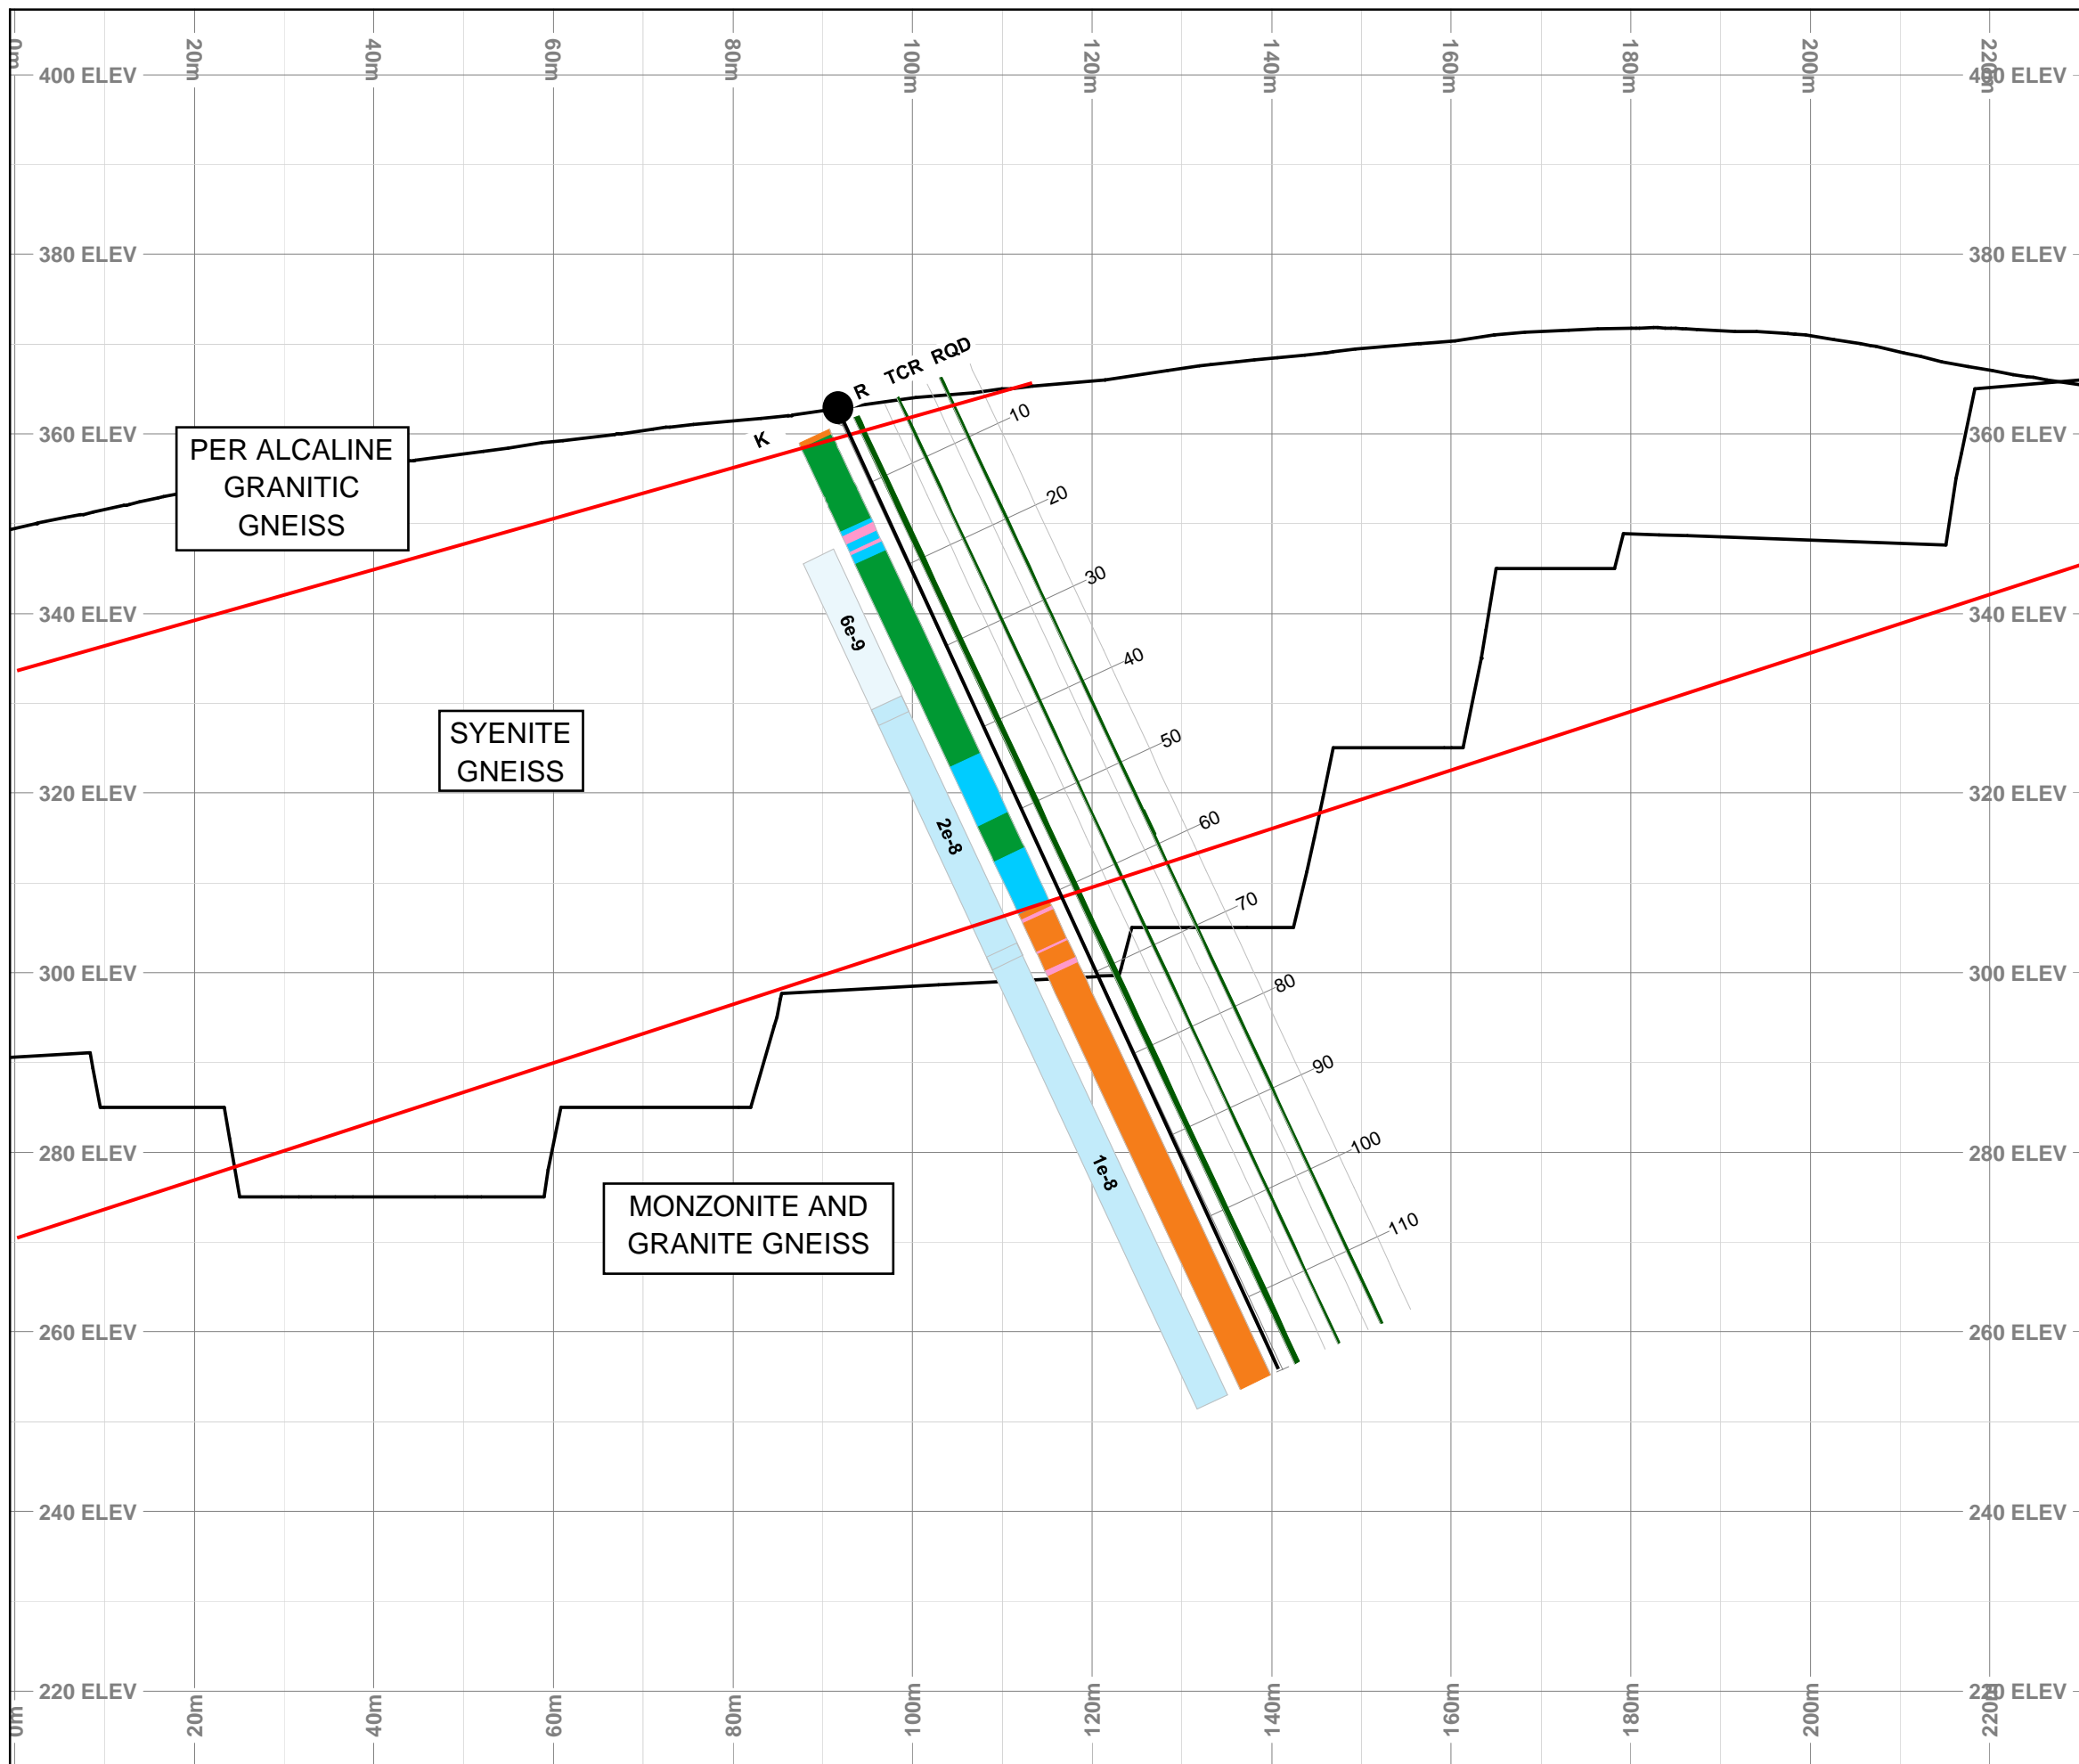 0m
20m
40m
60m
80m
100m
120m
140m
160m
180m
200m
220m
400 ELEV
400 ELEV
380 ELEV
380 ELEV
RQD
TCR
R
K
10
360 ELEV
360 ELEV
PER ALCALINE
GRANITIC
GNEISS
20
30
340 ELEV
340 ELEV
6e-9
40
SYENITE
GNEISS
50
320 ELEV
320 ELEV
60
2e-8
70
300 ELEV
300 ELEV
80
90
100
280 ELEV
280 ELEV
1e-8
MONZONITE AND
GRANITE GNEISS
110
260 ELEV
260 ELEV
240 ELEV
240 ELEV
220 ELEV
220 ELEV
0m
20m
40m
60m
80m
100m
120m
140m
160m
180m
200m
220m